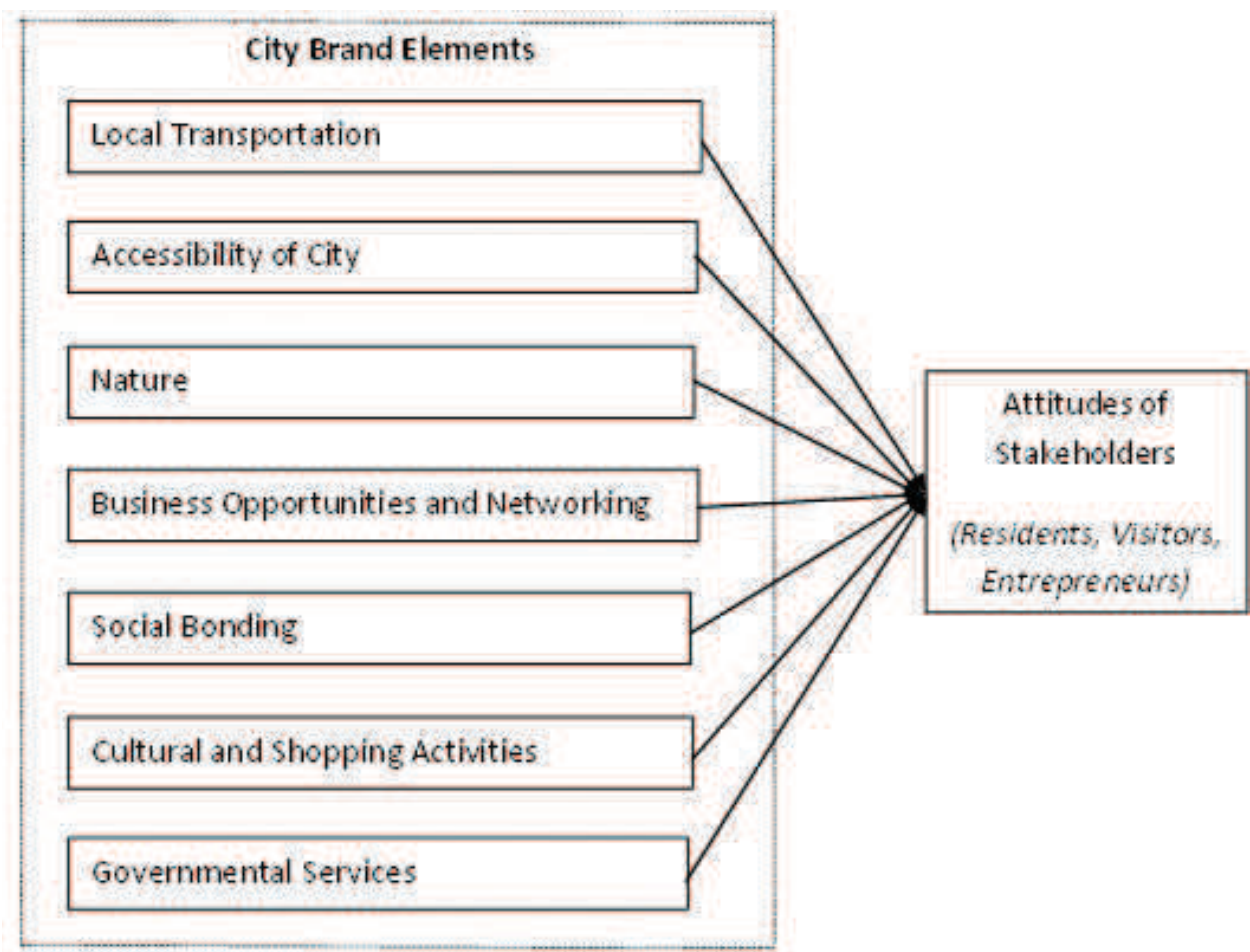 City Brand Elements
Local Transportation
Accessibility of City
Nature
Business Opportunities and Networking
Social Bonding
Cultural and Shopping Activities
Governmental Services
Attitudes of
Stakeholders
(Residents, Visitors,
Entrepreneurs)